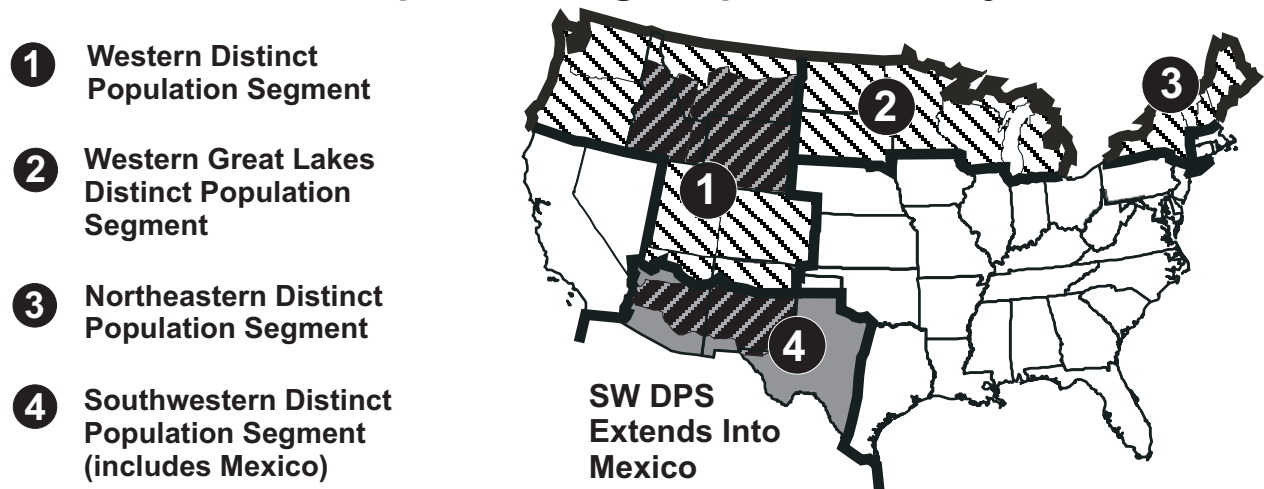 1 Western Distinct
Population Segment
2 Western Great Lakes
Distinct Population
Segment
3 Northeastern Distinct
Population Segment
4 Southwestern Distinct
Population Segment
(includes Mexico)
1
2
3
4
SW DPS
Extends Into
Mexico